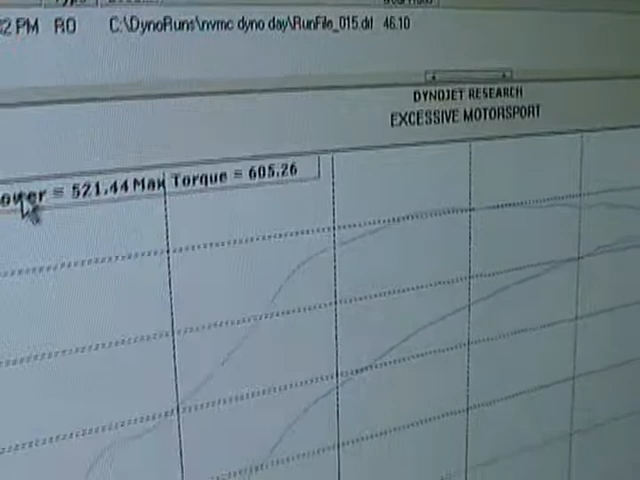 2 PM RO C:\DynoRuns\nvmc dyno day\RunFile_015.drf 46.10
DYNOJET RESEARCH
EXCESSIVE MOTORSPORT
ower = 521.44 Max Torque = 605.26